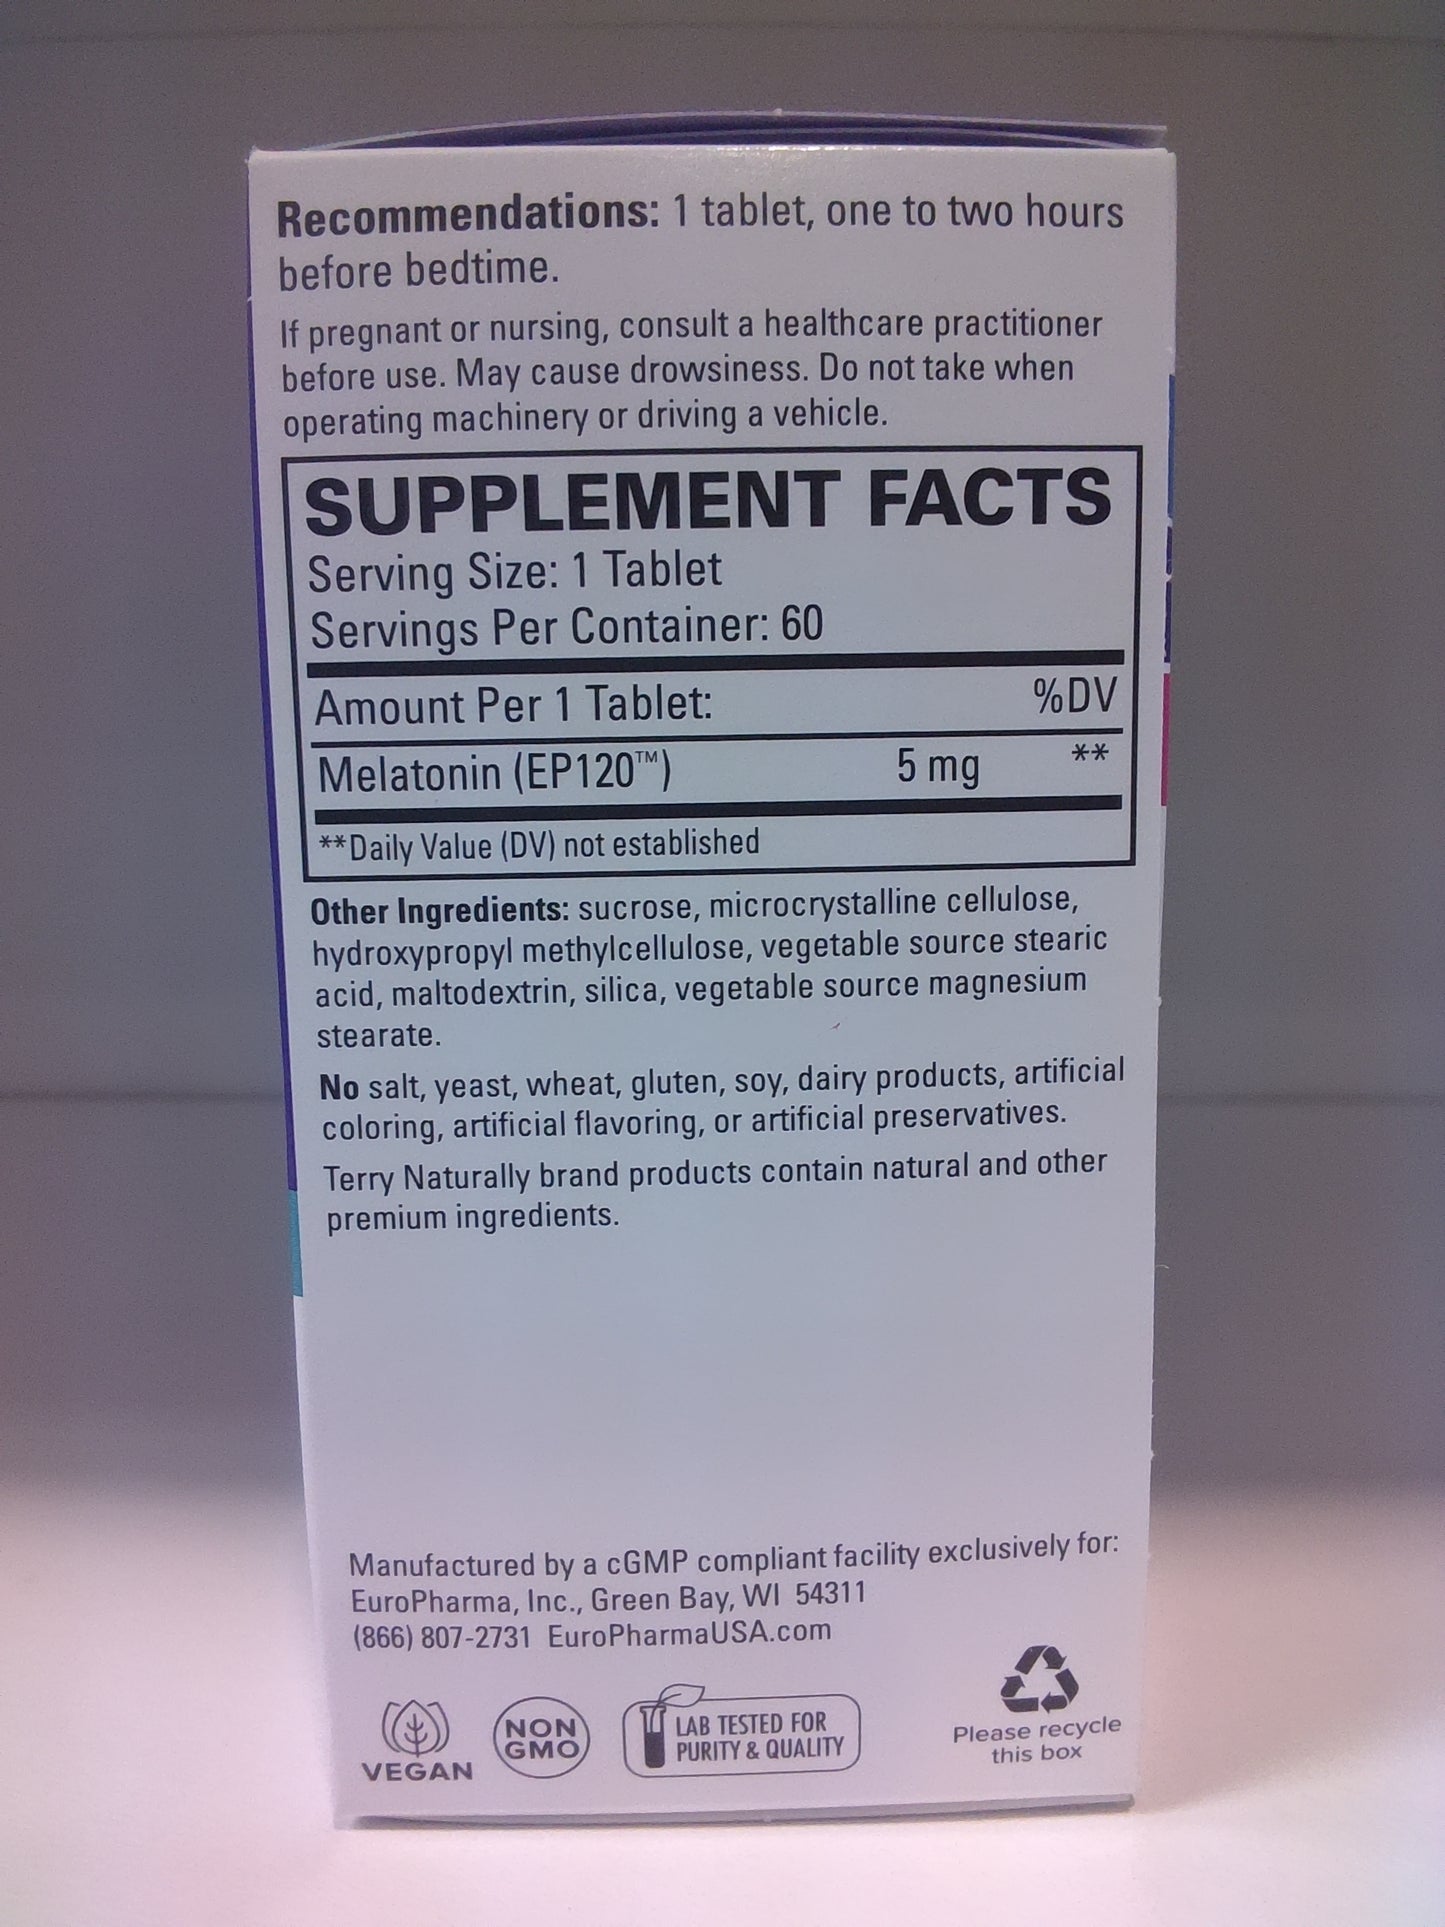 Recommendations: 1 tablet, one to two hours
before bedtime.
If pregnant or nursing, consult a healthcare practitioner
before use. May cause drowsiness. Do not take when
operating machinery or driving a vehicle.
SUPPLEMENT FACTS
Serving Size: 1 Tablet
Servings Per Container: 60
Amount Per 1 Tablet: %DV
Melatonin (EP120™) 5 mg **
**Daily Value (DV) not established
Other Ingredients: sucrose, microcrystalline cellulose,
hydroxypropyl methylcellulose, vegetable source stearic
acid, maltodextrin, silica, vegetable source magnesium
stearate.
No salt, yeast, wheat, gluten, soy, dairy products, artificial
coloring, artificial flavoring, or artificial preservatives.
Terry Naturally brand products contain natural and other
premium ingredients.
Manufactured by a cGMP compliant facility exclusively for:
EuroPharma, Inc., Green Bay, WI 54311
(866) 807-2731 EuroPharmaUSA.com
VEGAN
NON
GMO
LAB TESTED FOR
PURITY & QUALITY
Please recycle
this box